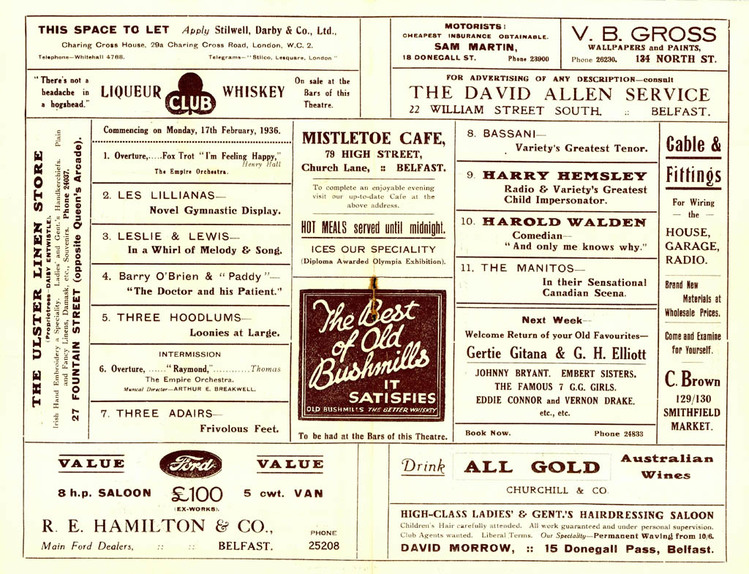 THIS SPACE TO LET Apply Stilwell, Darby & Co., Ltd.,
Charing Cross House, 29a Charing Cross Road, London, W.C. 2.
Telephone—Whitehall 4768. Telegrams—"Stilco, Lesquare, London"
MOTORISTS:
CHEAPEST INSURANCE OBTAINABLE.
SAM MARTIN,
18 DONEGALL ST. Phone 23900
V. B. GROSS
WALLPAPERS and PAINTS,
Phone 26230. 134 NORTH ST.
"There's not a
headache in
a hogshead."
LIQUEUR CLUB WHISKEY
On sale at the
Bars of this
Theatre.
FOR ADVERTISING OF ANY DESCRIPTION—consult
THE DAVID ALLEN SERVICE
22 WILLIAM STREET SOUTH, :: BELFAST.
THE ULSTER LINEN STORE
(Proprietress—DAISY ENTWISTLE).
Irish Hand Embroidery a Speciality. Ladies' and Gent.'s Handkerchiefs. Plain
and Fancy Linens, Damask, etc., Souvenirs. Phone 26037.
27 FOUNTAIN STREET (opposite Queen's Arcade).
Commencing on Monday, 17th February, 1936.
1. Overture,.....Fox Trot "I'm Feeling Happy,"
Henry Hall
The Empire Orchestra.
2. LES LILLIANAS—
Novel Gymnastic Display.
3. LESLIE & LEWIS—
In a Whirl of Melody & Song.
4. Barry O'Brien & "Paddy"—
"The Doctor and his Patient."
5. THREE HOODLUMS—
Loonies at Large.
INTERMISSION
6. Overture, ......"Raymond,"..............Thomas
The Empire Orchestra.
Musical Director—ARTHUR E. BREAKWELL.
7. THREE ADAIRS—
Frivolous Feet.
MISTLETOE CAFE,
79 HIGH STREET,
Church Lane, :: BELFAST.
To complete an enjoyable evening
visit our up-to-date Cafe at the
above address.
HOT MEALS served until midnight.
ICES OUR SPECIALITY
(Diploma Awarded Olympia Exhibition).
The Best
of Old
Bushmills
IT
SATISFIES
OLD BUSHMILLS THE BETTER WHISKY
To be had at the Bars of this Theatre.
8. BASSANI—
Variety's Greatest Tenor.
9. HARRY HEMSLEY
Radio & Variety's Greatest
Child Impersonator.
10. HAROLD WALDEN
Comedian—
"And only me knows why."
11. THE MANITOS—
In their Sensational
Canadian Scena.
Next Week—
Welcome Return of your Old Favourites—
Gertie Gitana & G. H. Elliott
JOHNNY BRYANT. EMBERT SISTERS.
THE FAMOUS 7 G.G. GIRLS.
EDDIE CONNOR and VERNON DRAKE.
etc., etc.
Book Now. Phone 24833
Cable &
Fittings
For Wiring
— the —
HOUSE,
GARAGE,
RADIO.
Brand New
Materials at
Wholesale Prices.
Come and Examine
for Yourself.
C. Brown
129/130
SMITHFIELD
MARKET.
VALUE Ford VALUE
8 h.p. SALOON £100 5 cwt. VAN
(EX-WORKS).
R. E. HAMILTON & CO.,
Main Ford Dealers, :: :: BELFAST.
PHONE
25208
Drink ALL GOLD Australian
Wines
CHURCHILL & CO.
HIGH-CLASS LADIES' & GENT.'S HAIRDRESSING SALOON
Children's Hair carefully attended. All work guaranteed and under personal supervision.
Club Agents wanted. Liberal Terms. Our Speciality—Permanent Waving from 10/6.
DAVID MORROW, :: 15 Donegall Pass, Belfast.